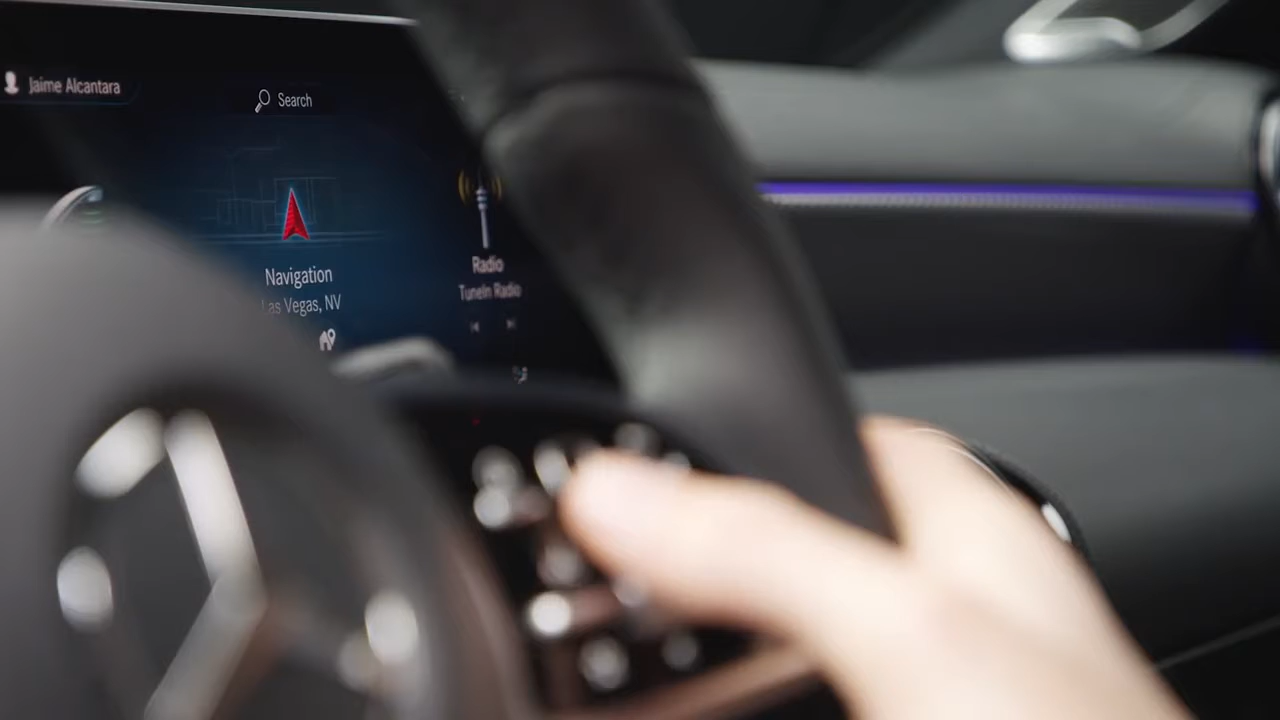 Jaime Alcantara
Search
Navigation
Las Vegas, NV
Radio
TuneIn Radio